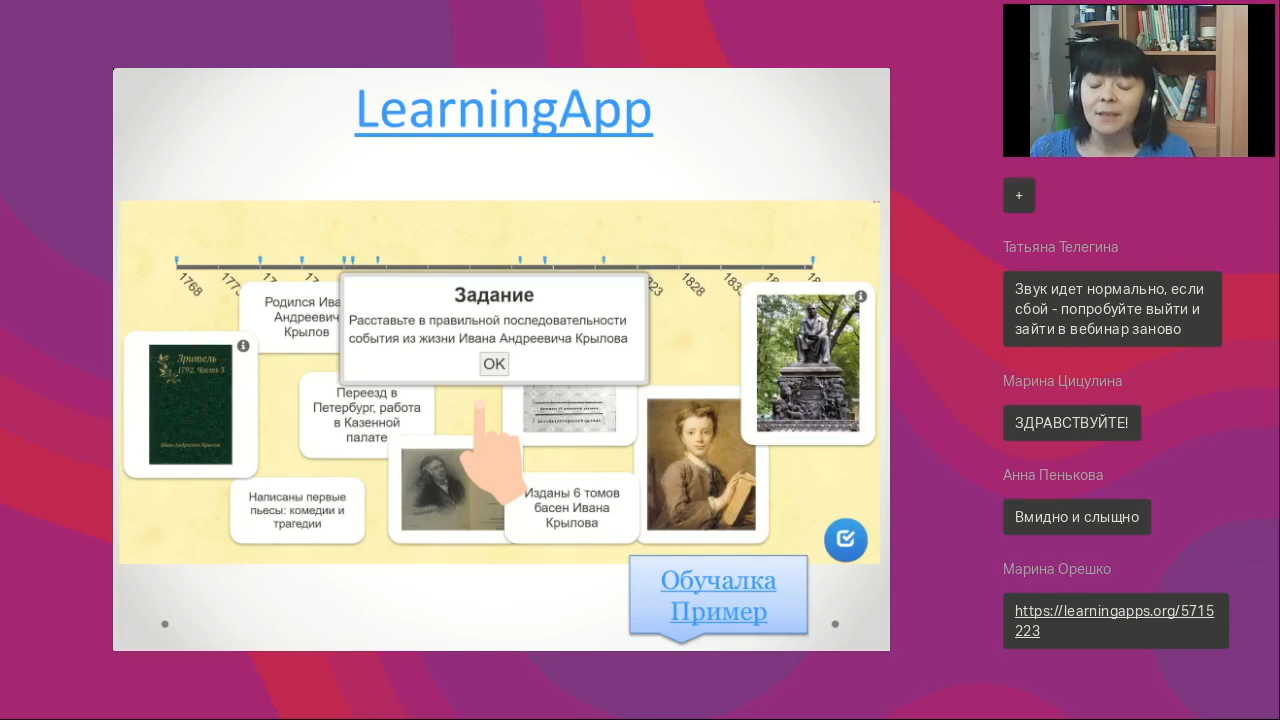 LearningApp
1768
1828
Родился Ива
Андреевич
Крылов
Задание
Расставьте в правильной последовательности
события из жизни Ивана Андреевича Крылова
OK
Зритель
1792. Часть 3
Иван Андреевич Крылов
Переезд в
Петербург, работа
в Казенной
палате
Написаны первые
пьесы: комедии и
трагедии
Изданы 6 томов
басен Ивана
Крылова
Обучалка
Пример
+
Татьяна Телегина
Звук идет нормально, если
сбой - попробуйте выйти и
зайти в вебинар заново
Марина Цицулина
ЗДРАВСТВУЙТЕ!
Анна Пенькова
Вмидно и слыщно
Марина Орешко
https://learningapps.org/5715
223